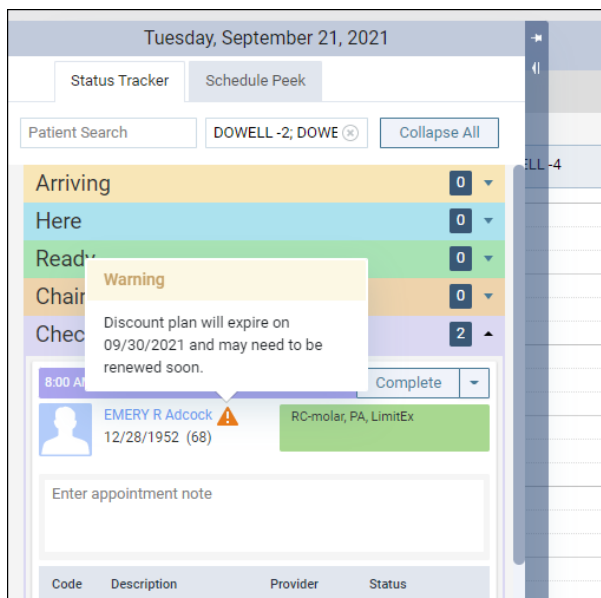 Tuesday, September 21, 2021
Status Tracker Schedule Peek
Patient Search DOWELL -2; DOWE Collapse All
ELL -4
Arriving 0
Here 0
Ready 0
Chair 0
Chec 2
Warning
Discount plan will expire on
09/30/2021 and may need to be
renewed soon.
8:00 AM Complete
EMERY R Adcock RC-molar, PA, LimitEx
12/28/1952 (68)
Enter appointment note
Code Description Provider Status